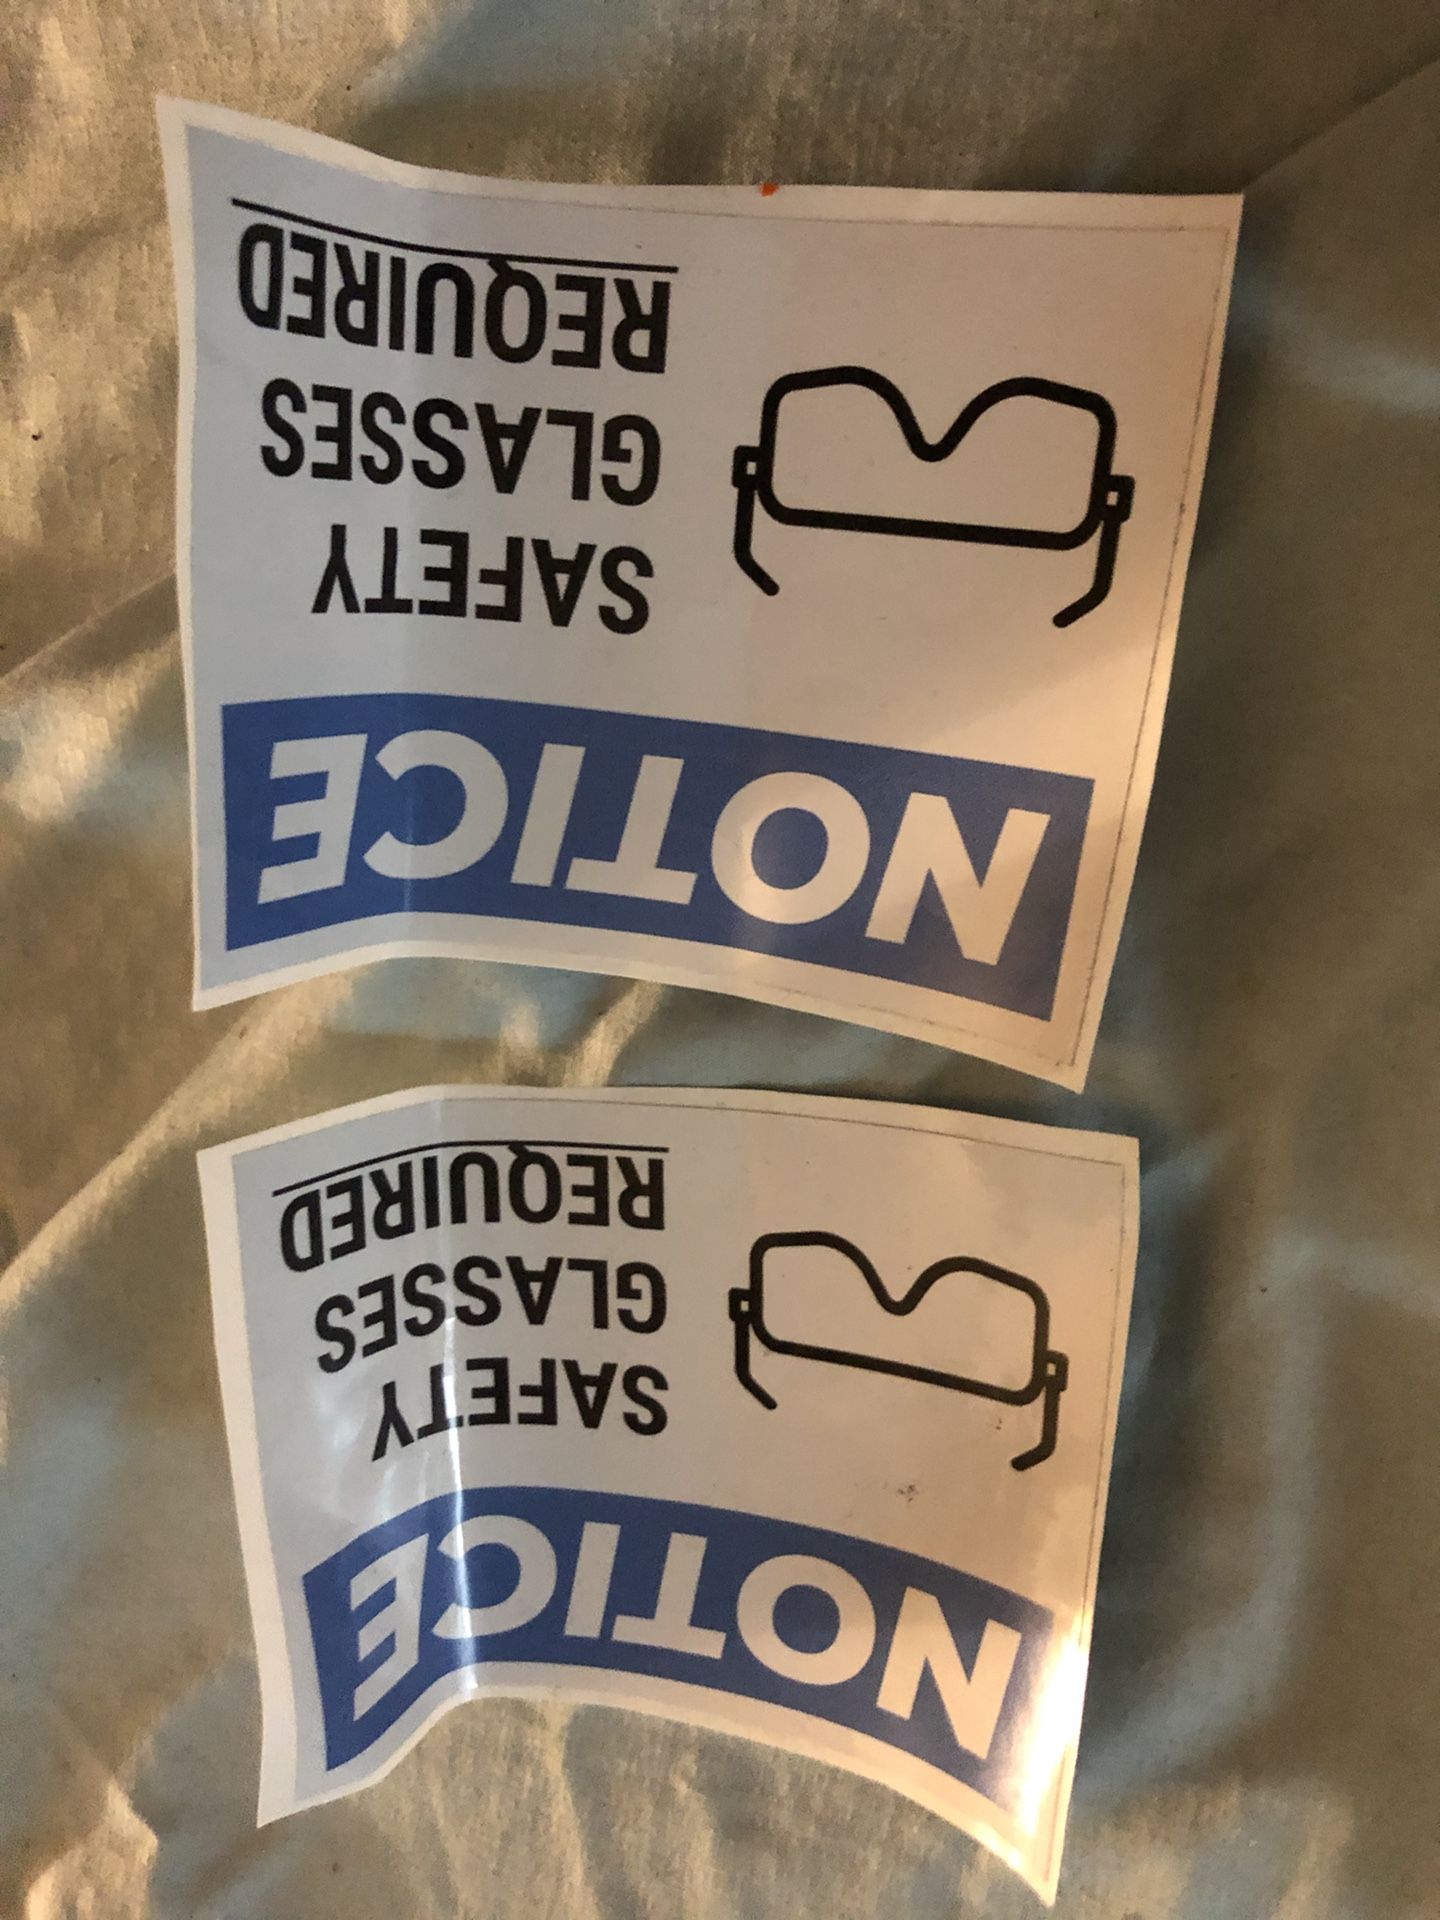 NOTICE
SAFETY
GLASSES
REQUIRED
NOTICE
SAFETY
GLASSES
REQUIRED